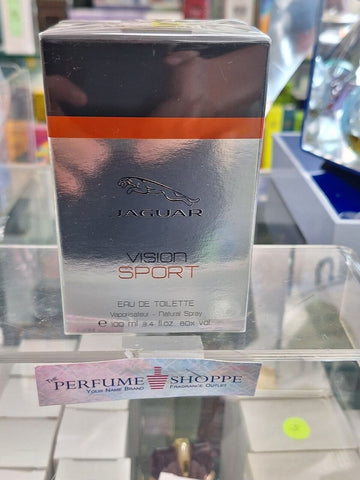 JAGUAR
VISION
SPORT
EAU DE TOILETTE
Vaporisateur - Natural Spray
℮ 100 ml 3.4 fl.oz. 80% vol.
THE PERFUME SHOPPE
YOUR NAME BRAND FRAGRANCE OUTLET